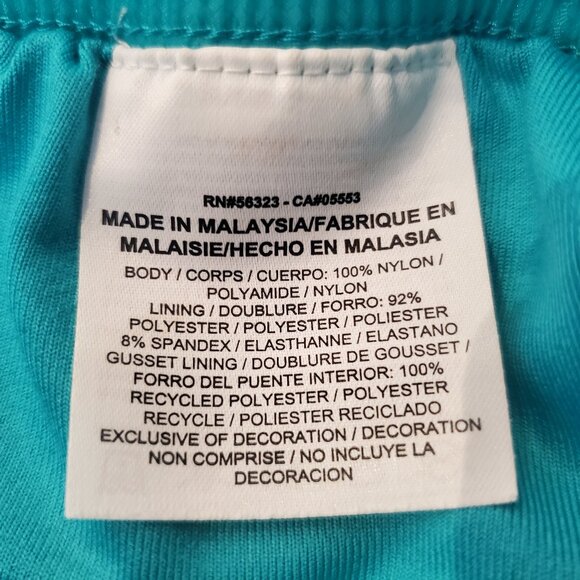 RN#56323 - CA#05553
MADE IN MALAYSIA/FABRIQUE EN
MALAISIE/HECHO EN MALASIA
BODY / CORPS / CUERPO: 100% NYLON /
POLYAMIDE / NYLON
LINING / DOUBLURE / FORRO: 92%
POLYESTER / POLYESTER / POLIESTER
8% SPANDEX / ELASTHANNE / ELASTANO
GUSSET LINING / DOUBLURE DE GOUSSET /
FORRO DEL PUENTE INTERIOR: 100%
RECYCLED POLYESTER / POLYESTER
RECYCLE / POLIESTER RECICLADO
EXCLUSIVE OF DECORATION / DECORATION
NON COMPRISE / NO INCLUYE LA
DECORACION